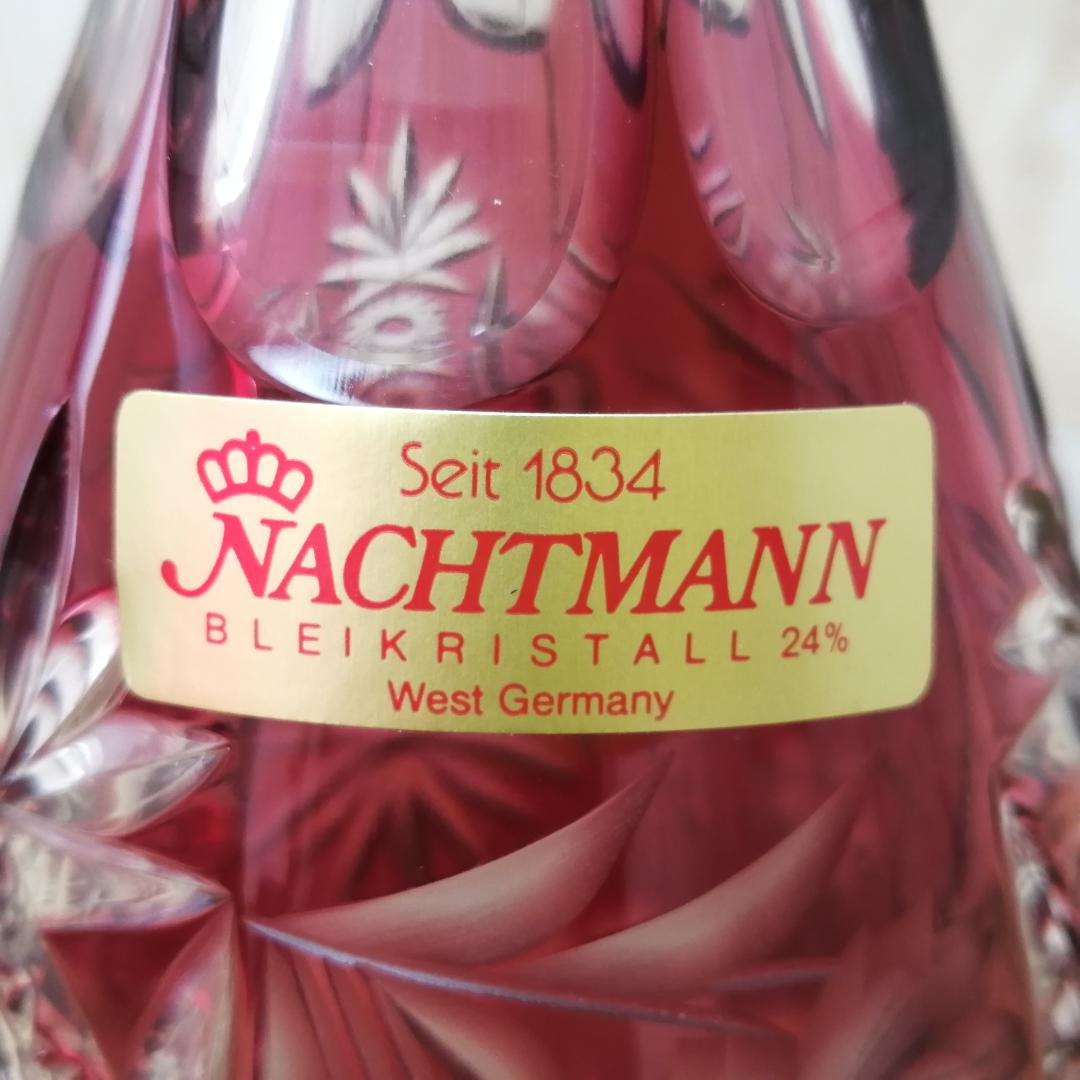 Seit 1834
NACHTMANN
BLEIKRISTALL 24%
West Germany